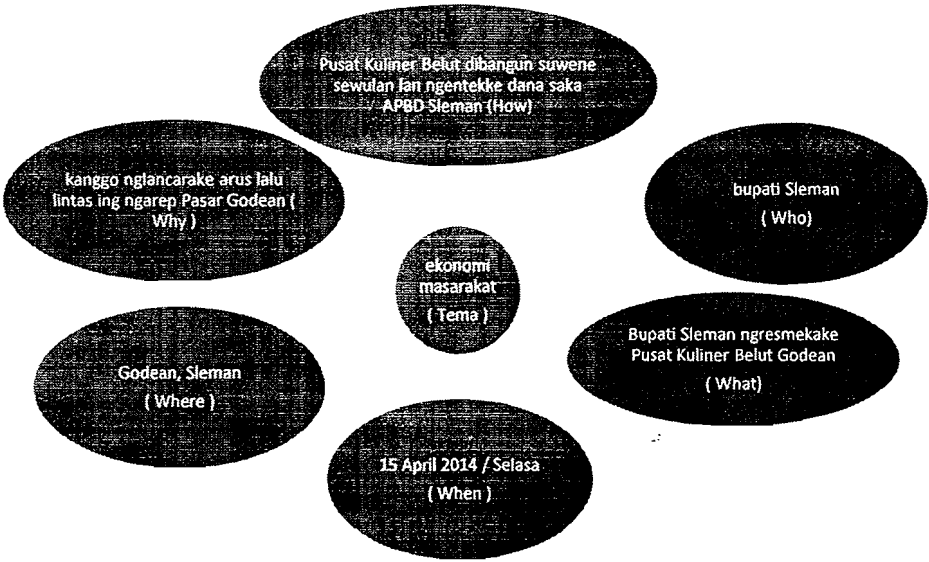 Pusat Kuliner Belut dibangun suwene
sewulan lan ngentekke dana saka
APBD Sleman (How)
kanggo nglancarake arus lalu
lintas ing ngarep Pasar Godean (
Why )
bupati Sleman
( Who)
ekonomi
masarakat
( Tema )
Bupati Sleman ngresmekake
Pusat Kuliner Belut Godean
( What)
Godean, Sleman
( Where )
15 April 2014 / Selasa
( When )